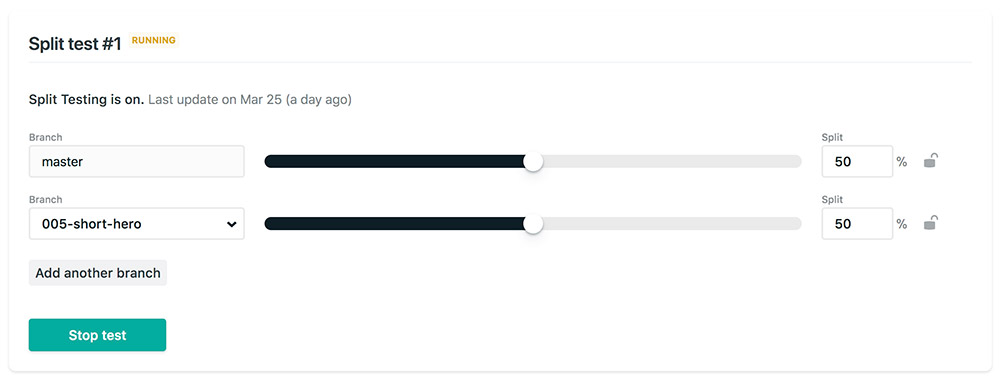 Split test #1 RUNNING
Split Testing is on. Last update on Mar 25 (a day ago)
Branch Split
master 50 %
Branch Split
005-short-hero 50 %
Add another branch
Stop test